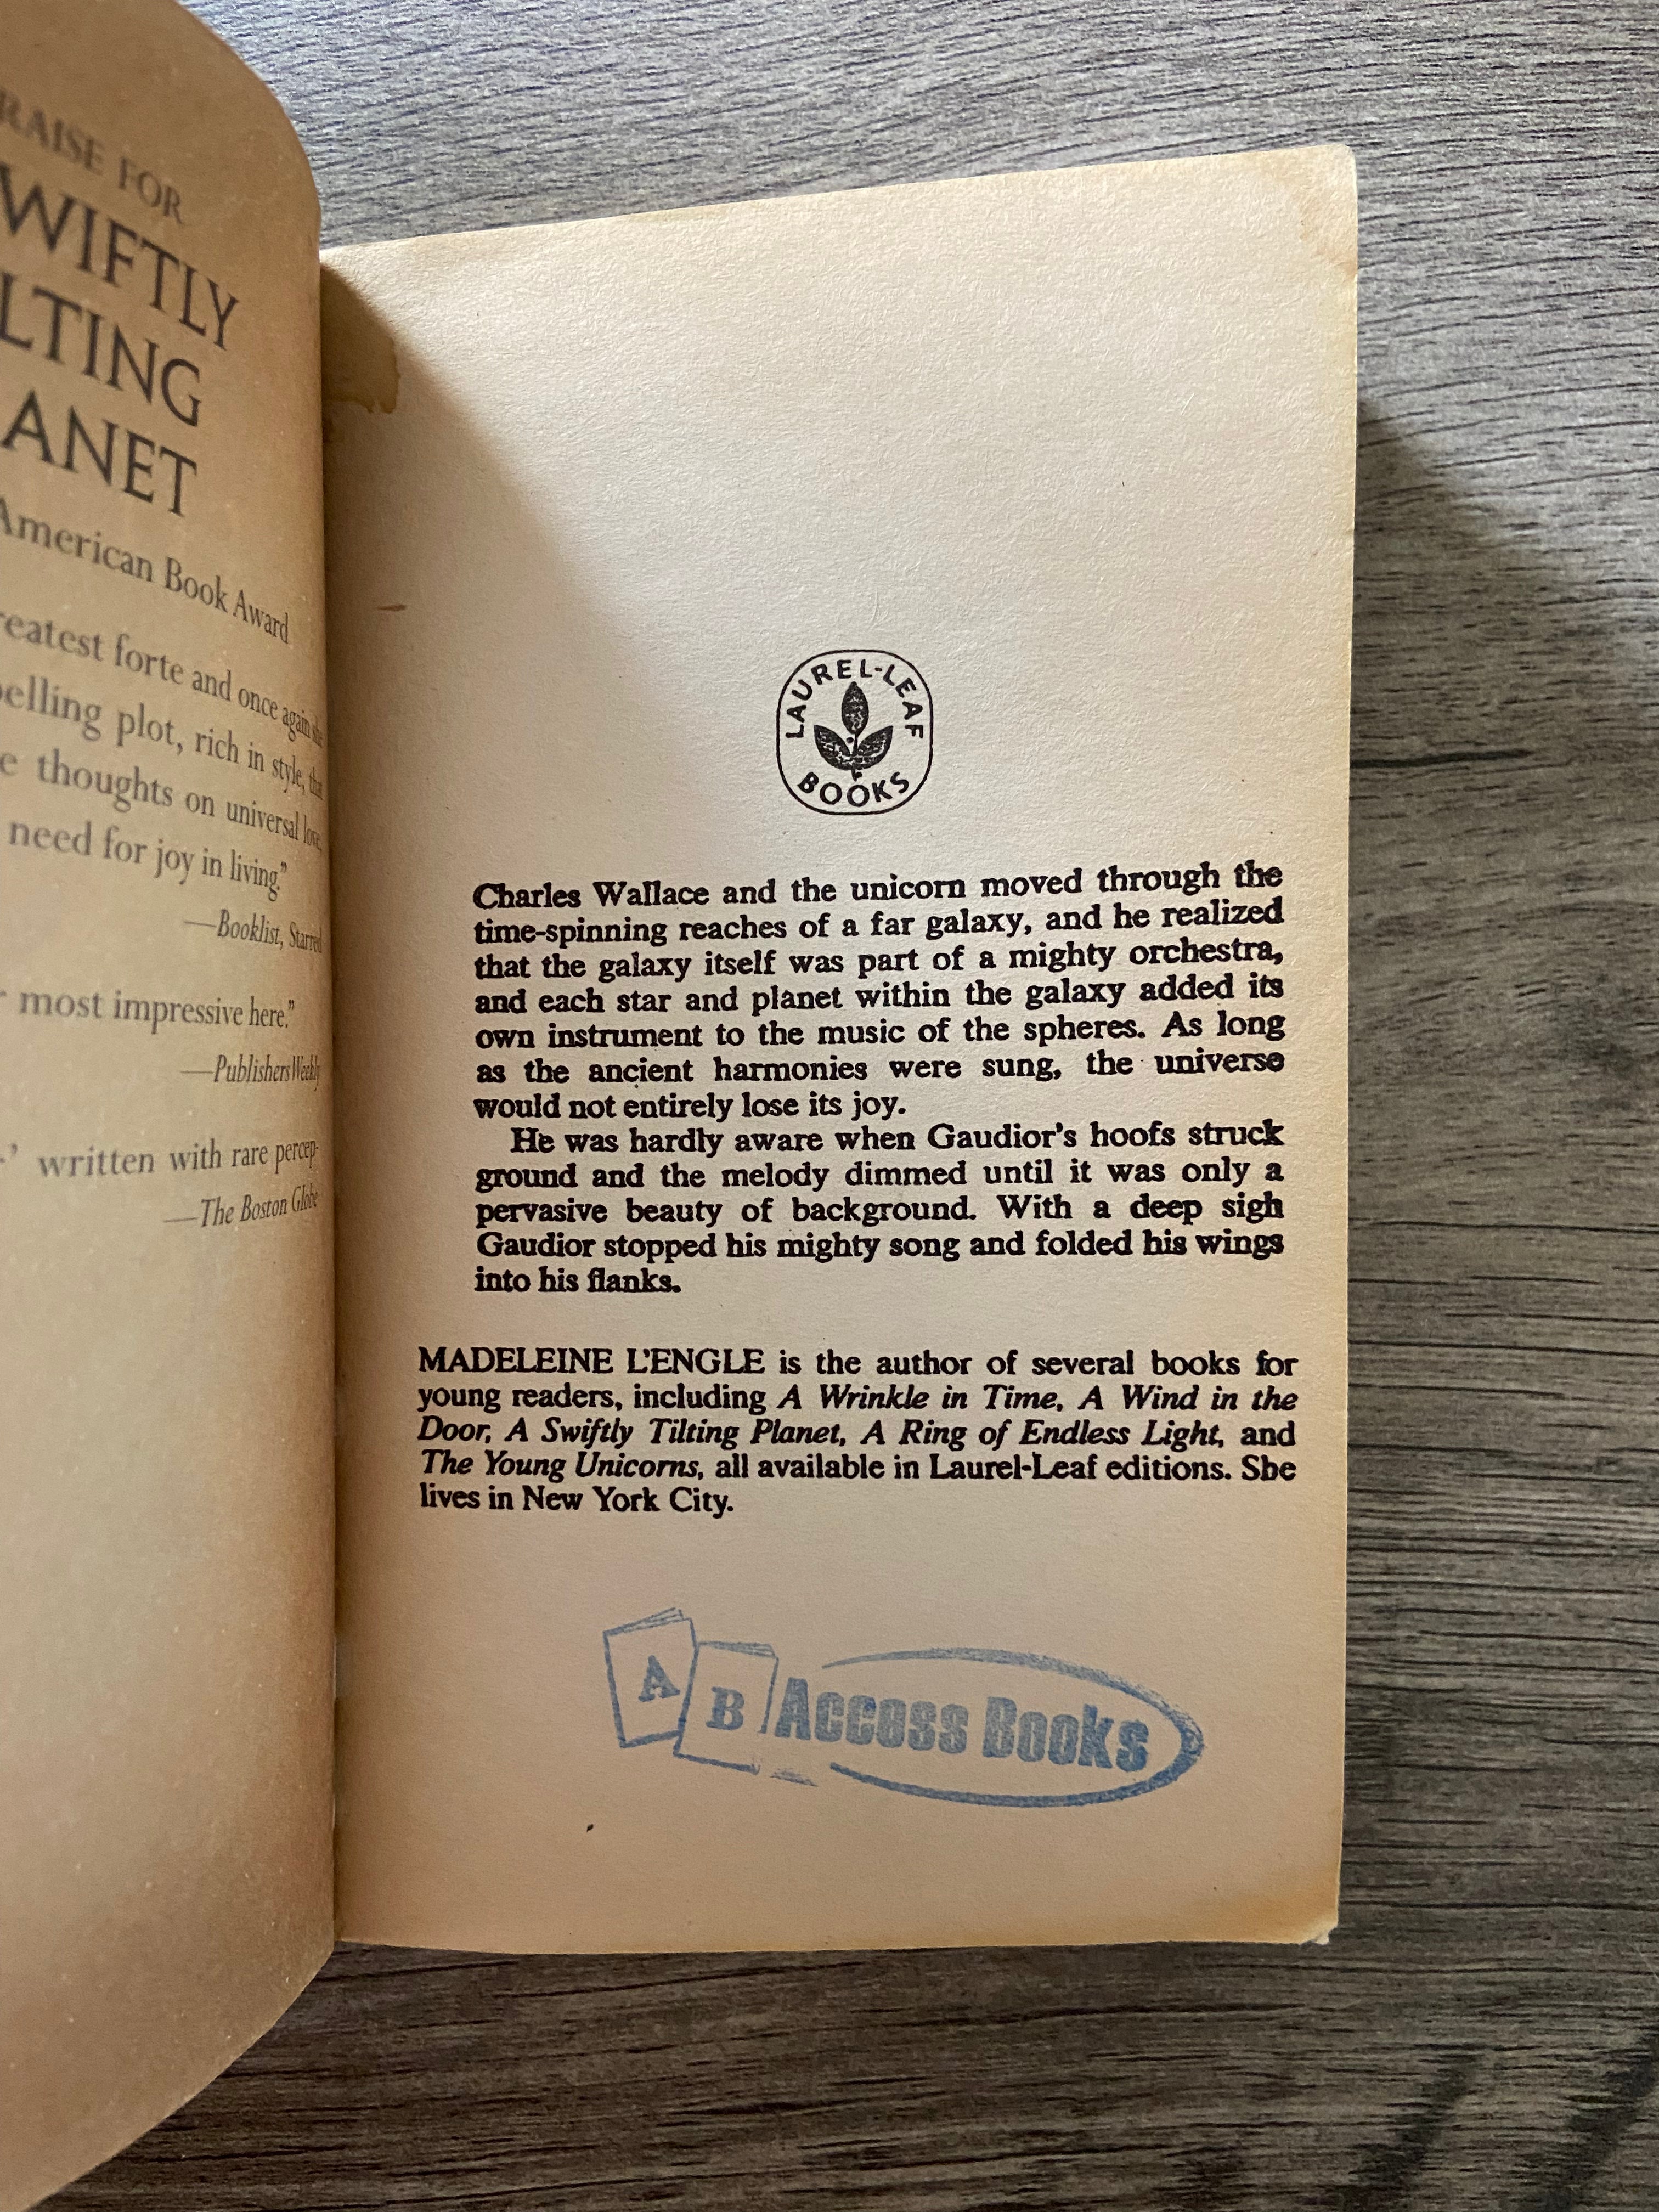 RAISE FOR
WIFTLY
LTING
ANET
American Book Award
reatest forte and once again she
elling plot, rich in style, that
e thoughts on universal love,
need for joy in living."
—Booklist, Starred
r most impressive here."
—Publishers Weekly
-' written with rare percep-
—The Boston Globe
LAUREL-LEAF
BOOKS
Charles Wallace and the unicorn moved through the
time-spinning reaches of a far galaxy, and he realized
that the galaxy itself was part of a mighty orchestra,
and each star and planet within the galaxy added its
own instrument to the music of the spheres. As long
as the ancient harmonies were sung, the universe
would not entirely lose its joy.
He was hardly aware when Gaudior's hoofs struck
ground and the melody dimmed until it was only a
pervasive beauty of background. With a deep sigh
Gaudior stopped his mighty song and folded his wings
into his flanks.
MADELEINE L'ENGLE is the author of several books for
young readers, including A Wrinkle in Time, A Wind in the
Door, A Swiftly Tilting Planet, A Ring of Endless Light, and
The Young Unicorns, all available in Laurel-Leaf editions. She
lives in New York City.
A B Access Books